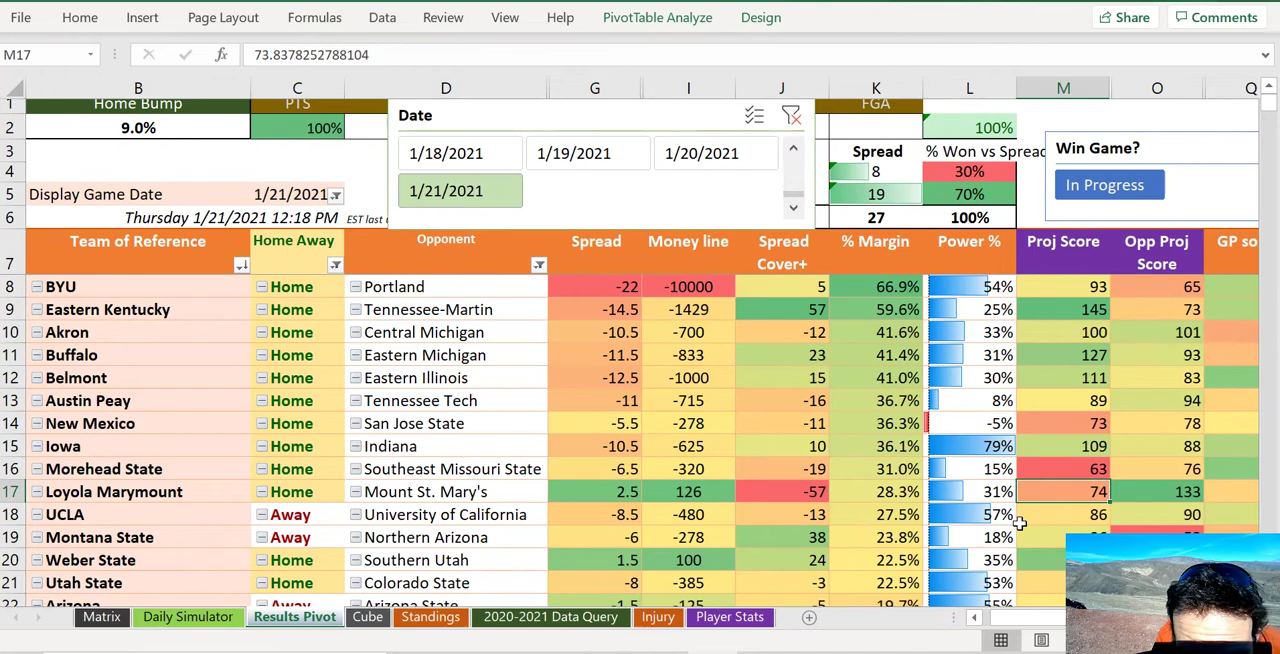 File Home Insert Page Layout Formulas Data Review View Help PivotTable Analyze Design Share Comments
M17 fx 73.8378252788104
B C D G I J K L M O Q
1 Home Bump PTS FGA
Date
2 9.0% 100% 100%
1/18/2021 1/19/2021 1/20/2021
3 Spread % Won vs Spread Win Game?
4 8 30%
In Progress
5 Display Game Date 1/21/2021 1/21/2021 19 70%
6 Thursday 1/21/2021 12:18 PM EST last 27 100%
7 Team of Reference Home Away Opponent Spread Money line Spread Cover+ % Margin Power % Proj Score Opp Proj Score GP so
8 BYU Home Portland -22 -10000 5 66.9% 54% 93 65
9 Eastern Kentucky Home Tennessee-Martin -14.5 -1429 57 59.6% 25% 145 73
10 Akron Home Central Michigan -10.5 -700 -12 41.6% 33% 100 101
11 Buffalo Home Eastern Michigan -11.5 -833 23 41.4% 31% 127 93
12 Belmont Home Eastern Illinois -12.5 -1000 15 41.0% 30% 111 83
13 Austin Peay Home Tennessee Tech -11 -715 -16 36.7% 8% 89 94
14 New Mexico Home San Jose State -5.5 -278 -11 36.3% -5% 73 78
15 Iowa Home Indiana -10.5 -625 10 36.1% 79% 109 88
16 Morehead State Home Southeast Missouri State -6.5 -320 -19 31.0% 15% 63 76
17 Loyola Marymount Home Mount St. Mary's 2.5 126 -57 28.3% 31% 74 133
18 UCLA Away University of California -8.5 -480 -13 27.5% 57% 86 90
19 Montana State Away Northern Arizona -6 -278 38 23.8% 18%
20 Weber State Home Southern Utah 1.5 100 24 22.5% 35%
21 Utah State Home Colorado State -8 -385 -3 22.5% 53%
22 Arizona Away Arizona State -1.5 -125 -5 19.7% 55%
Matrix Daily Simulator Results Pivot Cube Standings 2020-2021 Data Query Injury Player Stats